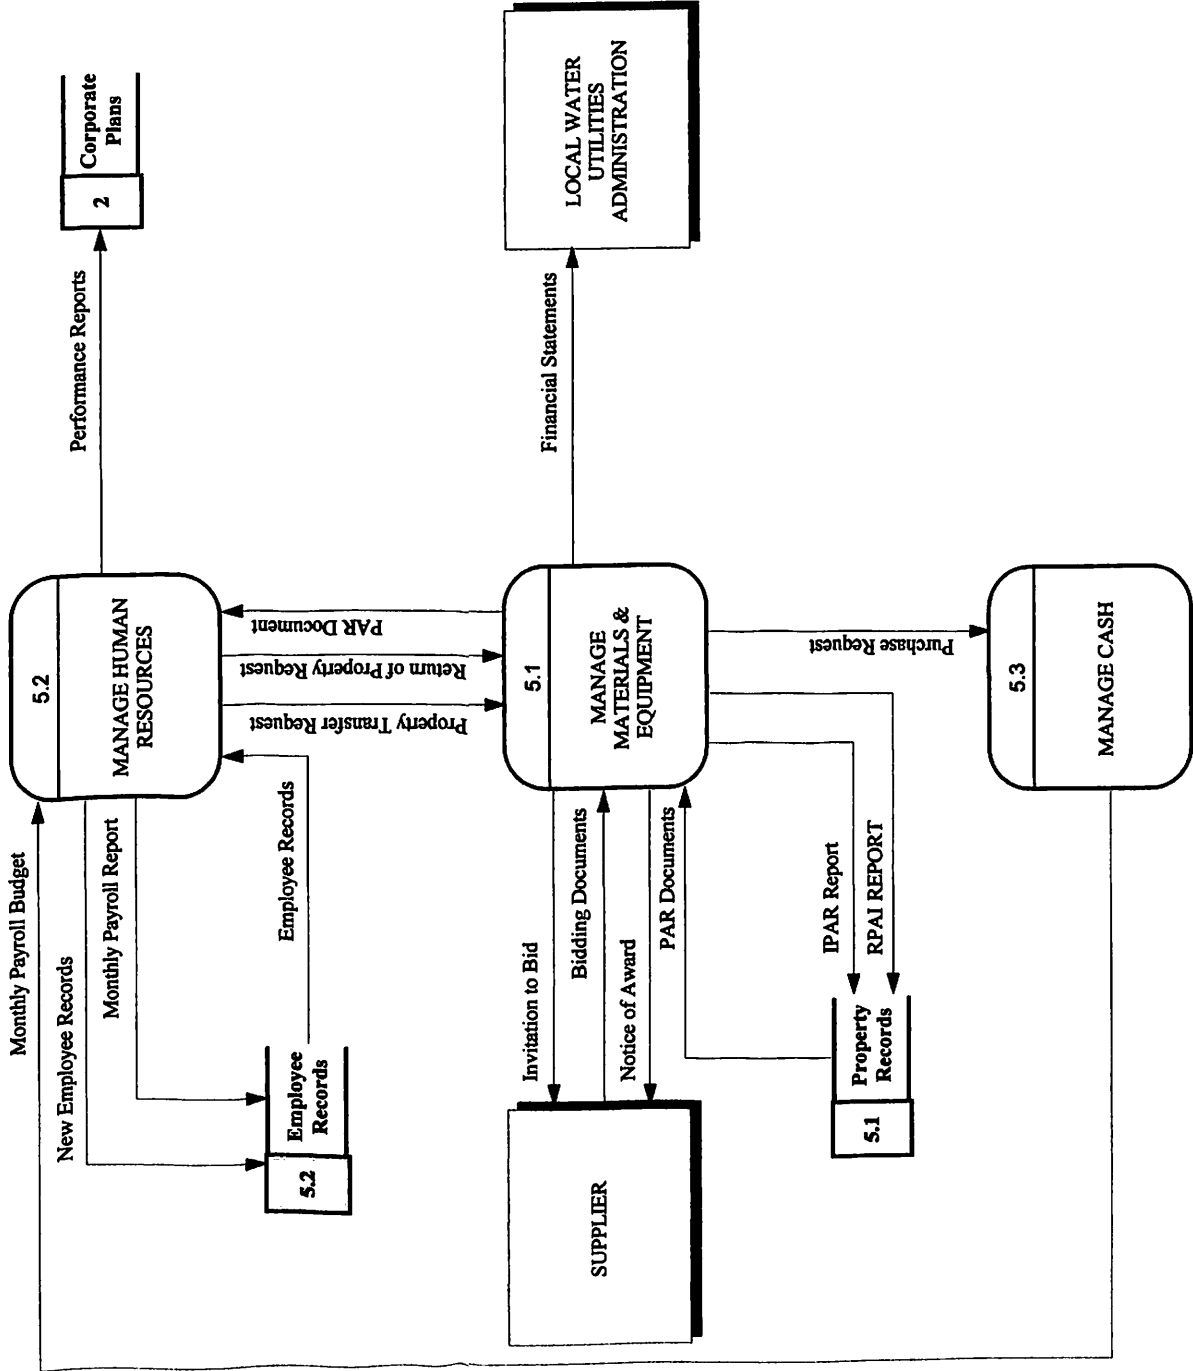 Monthly Payroll Budget
New Employee Records
Monthly Payroll Report
5.2
MANAGE HUMAN
RESOURCES
Performance Reports
2
Corporate
Plans
Employee Records
5.2
Employee
Records
Property Transfer Request
Return of Property Request
PAR Document
SUPPLIER
Invitation to Bid
Bidding Documents
Notice of Award
PAR Documents
5.1
MANAGE
MATERIALS &
EQUIPMENT
Financial Statements
LOCAL WATER
UTILITIES
ADMINISTRATION
5.1
Property
Records
IPAR Report
RPAI REPORT
Purchase Request
5.3
MANAGE CASH